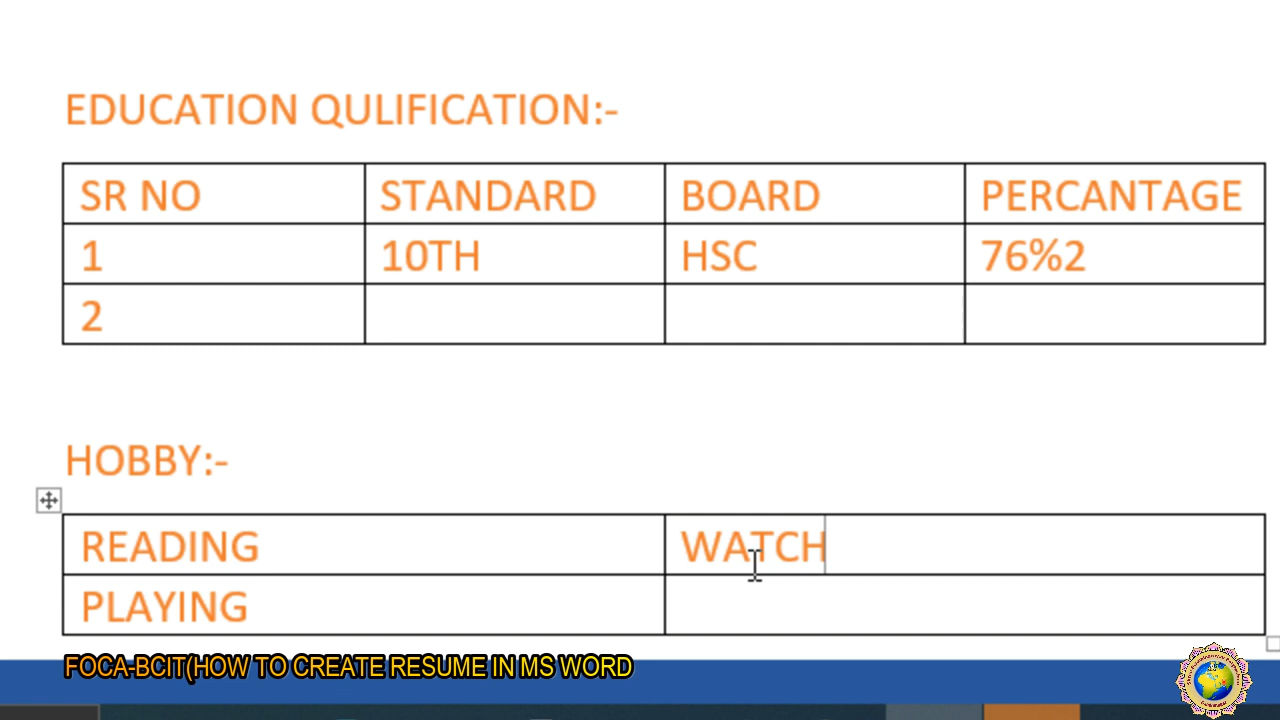 EDUCATION QULIFICATION:-
SR NO STANDARD BOARD PERCANTAGE
1 10TH HSC 76%2
2
HOBBY:-
READING WATCH
PLAYING
FOCA-BCIT(HOW TO CREATE RESUME IN MS WORD